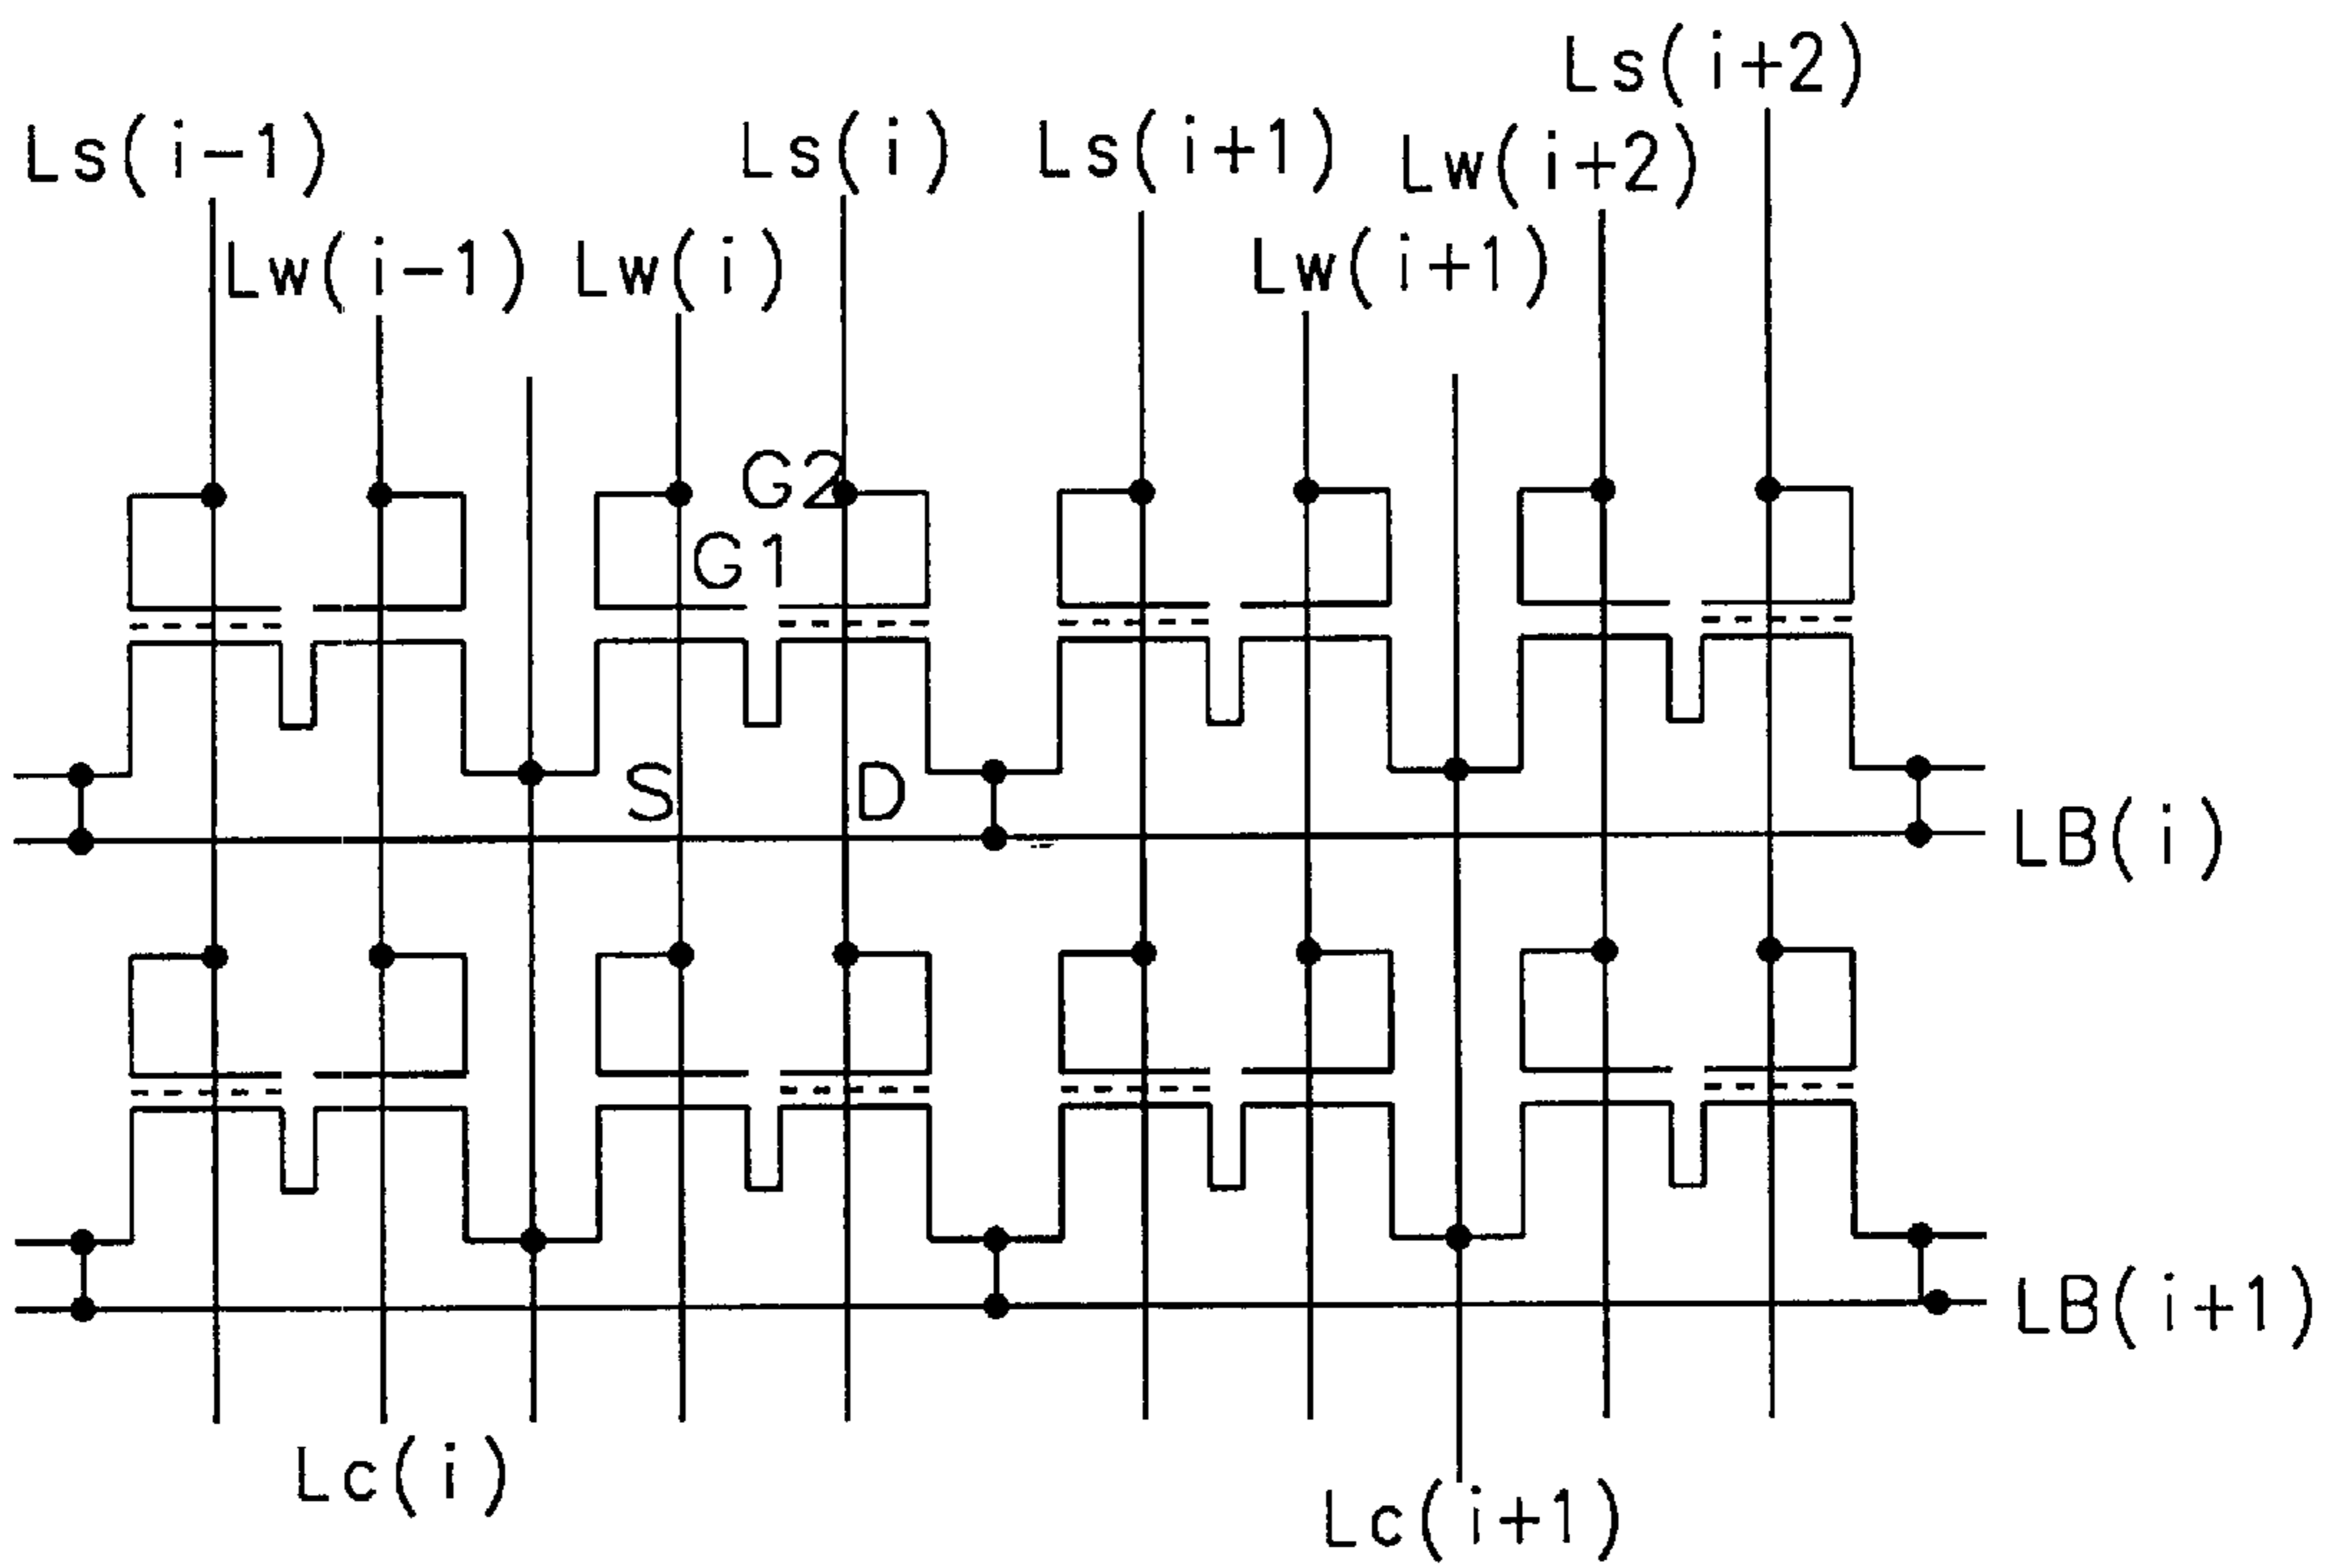 Ls(i+2)
Ls(i-1)
Ls(i)
Ls(i+1)
Lw(i+2)
Lw(i-1)
Lw(i)
Lw(i+1)
G2
G1
S
D
LB(i)
LB(i+1)
Lc(i)
Lc(i+1)